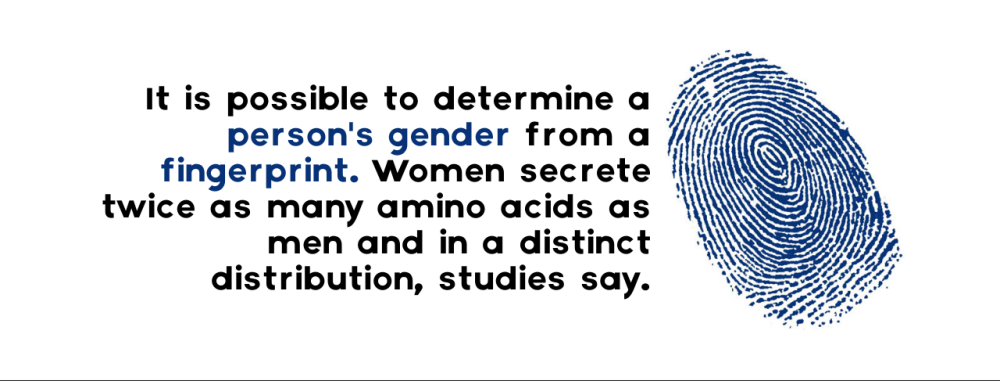 It is possible to determine a
person's gender from a
fingerprint. Women secrete
twice as many amino acids as
men and in a distinct
distribution, studies say.